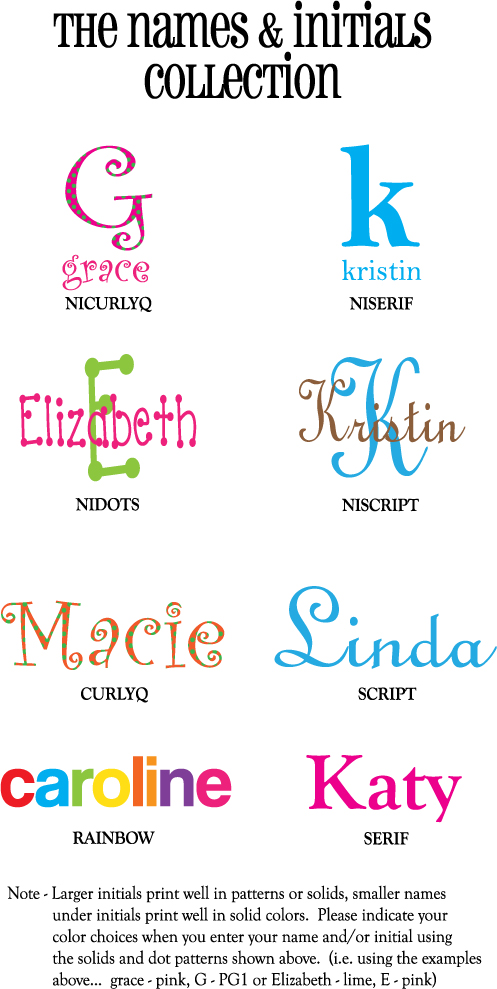 THE names & iniTiALS
COLLECTION
G
k
grace
kristin
NICURLYQ
NISERIF
E
Elizabeth
K
Kristin
NIDOTS
NISCRIPT
Macie
Linda
CURLYQ
SCRIPT
caroline
Katy
RAINBOW
SERIF
Note - Larger initials print well in patterns or solids, smaller names
under initials print well in solid colors.  Please indicate your
color choices when you enter your name and/or initial using
the solids and dot patterns shown above.  (i.e. using the examples
above...  grace - pink, G - PG1 or Elizabeth - lime, E - pink)